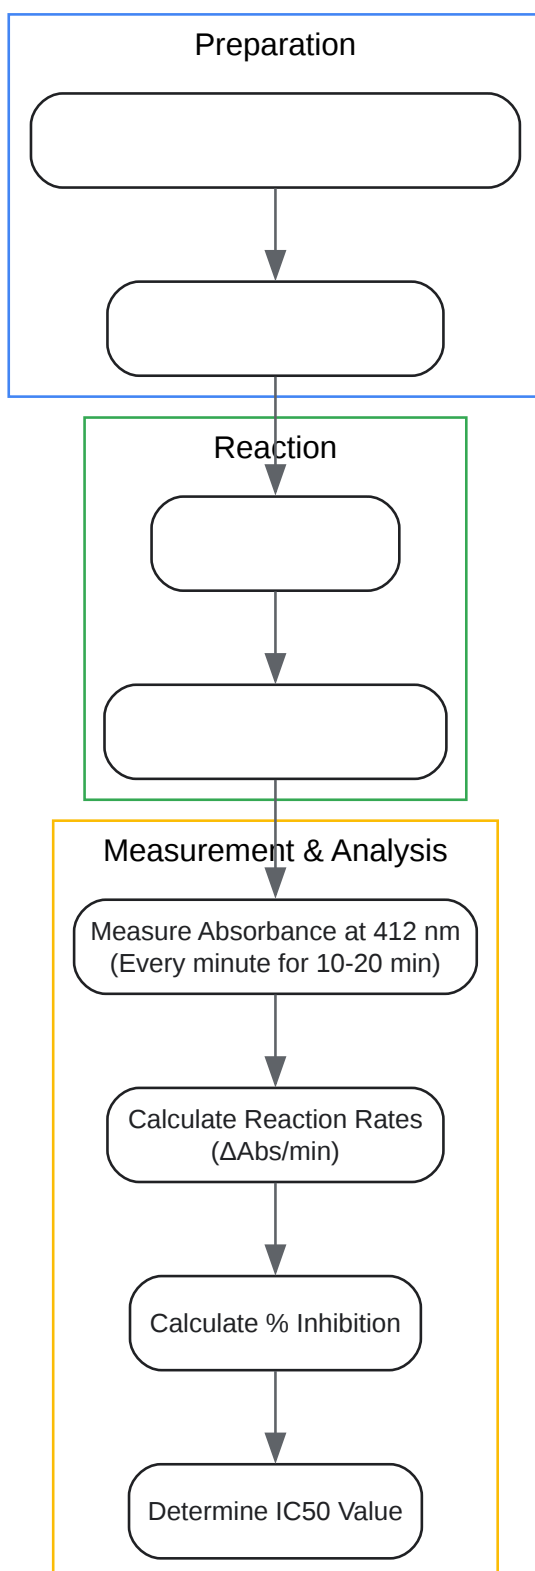 Preparation
Reaction
Measurement & Analysis
Measure Absorbance at 412 nm
(Every minute for 10-20 min)
Calculate Reaction Rates
(ΔAbs/min)
Calculate % Inhibition
Determine IC50 Value